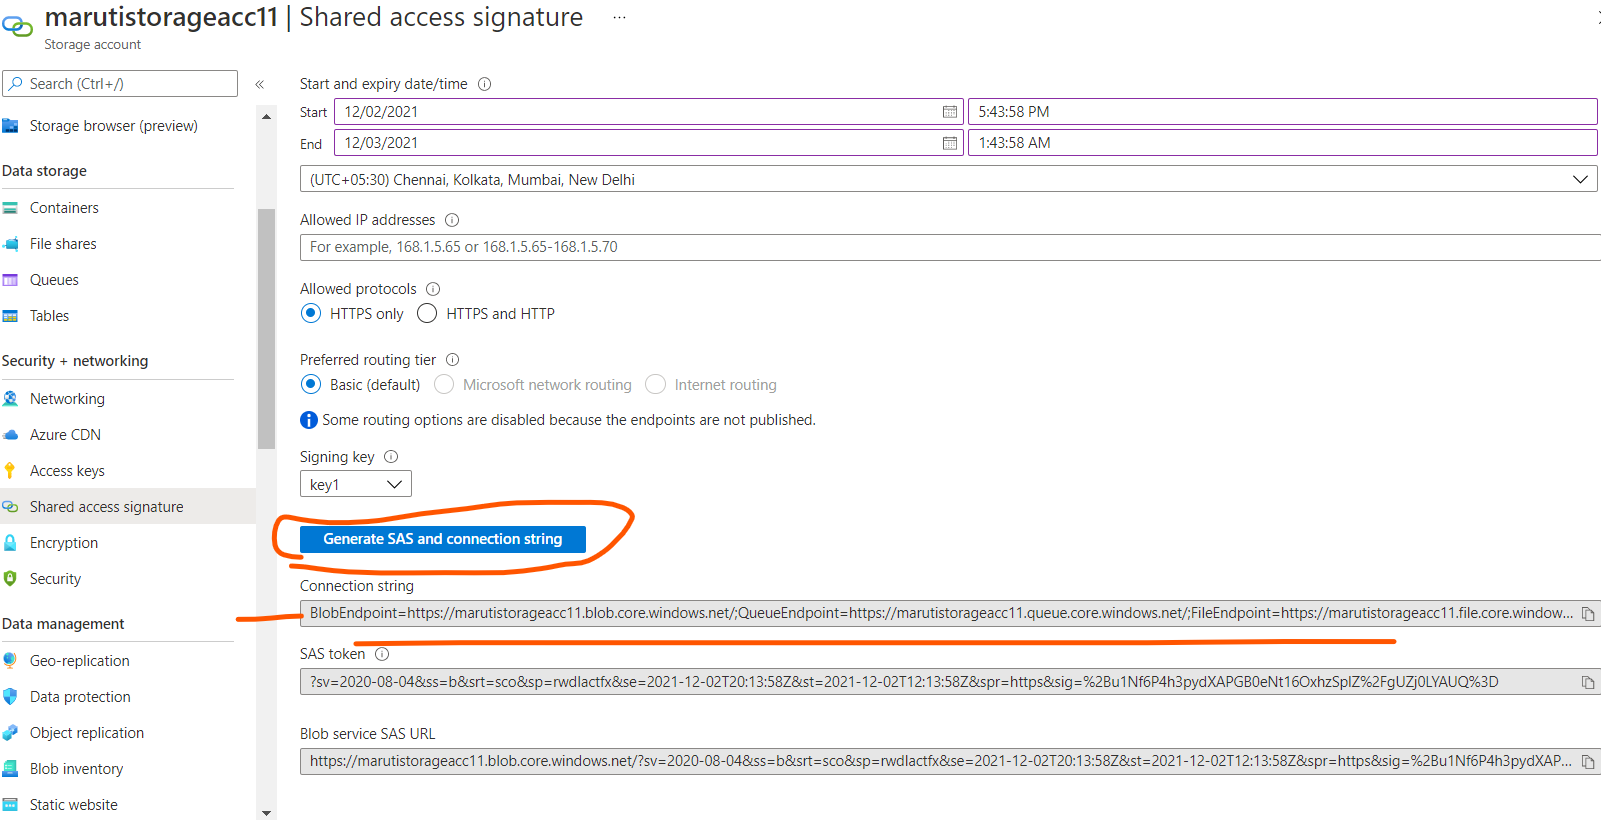 marutistorageacc11 | Shared access signature ...
Storage account
Search (Ctrl+/)
«
Storage browser (preview)
Data storage
Containers
File shares
Queues
Tables
Security + networking
Networking
Azure CDN
Access keys
Shared access signature
Encryption
Security
Data management
Geo-replication
Data protection
Object replication
Blob inventory
Static website
Start and expiry date/time
Start 12/02/2021 5:43:58 PM
End 12/03/2021 1:43:58 AM
(UTC+05:30) Chennai, Kolkata, Mumbai, New Delhi
Allowed IP addresses
For example, 168.1.5.65 or 168.1.5.65-168.1.5.70
Allowed protocols
HTTPS only HTTPS and HTTP
Preferred routing tier
Basic (default) Microsoft network routing Internet routing
Some routing options are disabled because the endpoints are not published.
Signing key
key1
Generate SAS and connection string
Connection string
BlobEndpoint=https://marutistorageacc11.blob.core.windows.net/;QueueEndpoint=https://marutistorageacc11.queue.core.windows.net/;FileEndpoint=https://marutistorageacc11.file.core.window...
SAS token
?sv=2020-08-04&ss=b&srt=sco&sp=rwdlactfx&se=2021-12-02T20:13:58Z&st=2021-12-02T12:13:58Z&spr=https&sig=%2Bu1Nf6P4h3pydXAPGB0eNt16OxhzSplZ%2FgUZj0LYAUQ%3D
Blob service SAS URL
https://marutistorageacc11.blob.core.windows.net/?sv=2020-08-04&ss=b&srt=sco&sp=rwdlactfx&se=2021-12-02T20:13:58Z&st=2021-12-02T12:13:58Z&spr=https&sig=%2Bu1Nf6P4h3pydXAP...